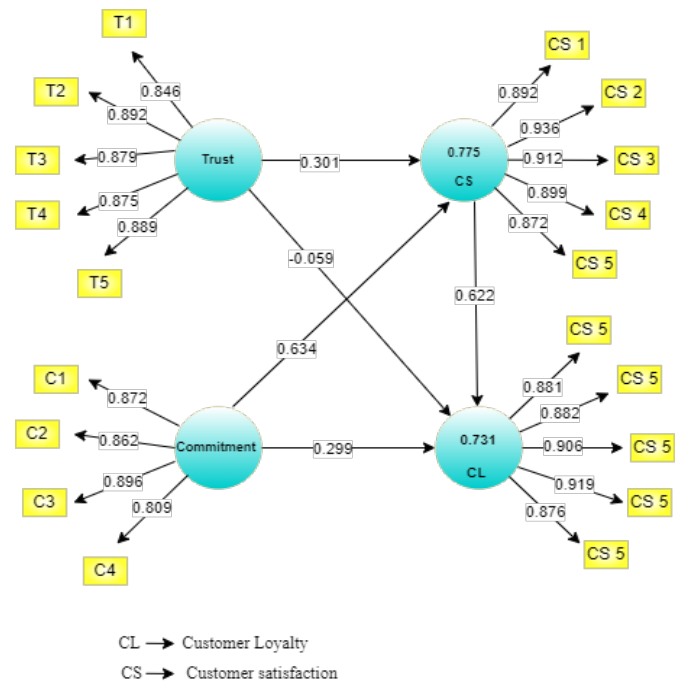 T1
CS 1
T2
0.846
0.892
CS 2
0.892
0.936
T3
0.879
Trust
0.301
0.775
CS
0.912
CS 3
T4
0.875
0.899
CS 4
0.889
0.872
T5
CS 5
-0.059
0.622
CS 5
0.634
C1
0.872
0.881
CS 5
0.882
C2
0.862
Commitment
0.299
0.731
CL
0.906
CS 5
0.896
0.919
C3
0.809
0.876
CS 5
C4
CS 5
CL → Customer Loyalty
CS → Customer satisfaction